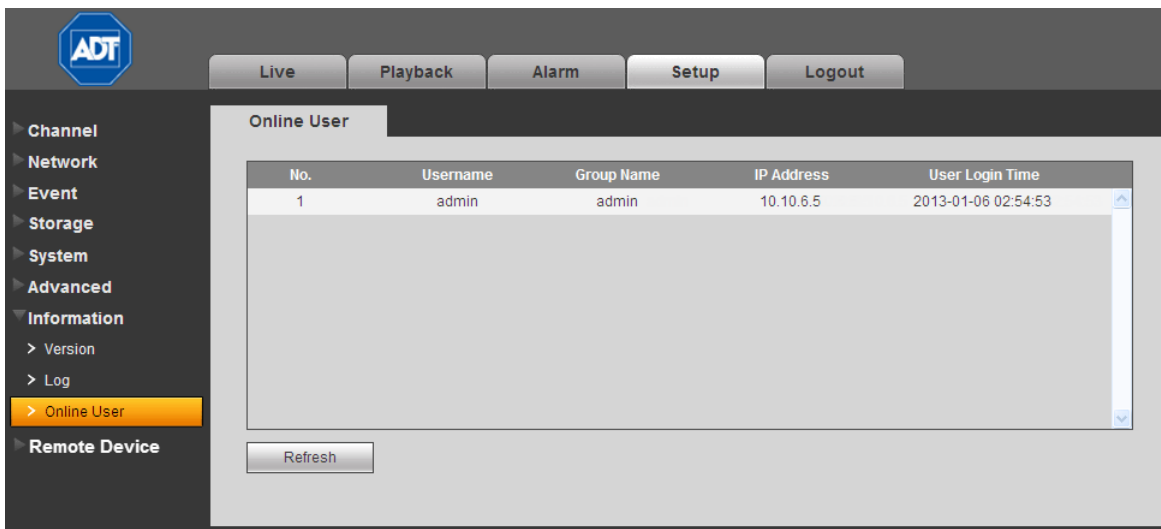 ADT
Live Playback Alarm Setup Logout
Channel
Network
Event
Storage
System
Advanced
Information
> Version
> Log
> Online User
Remote Device
Online User
No. Username Group Name IP Address User Login Time
1 admin admin 10.10.6.5 2013-01-06 02:54:53
Refresh